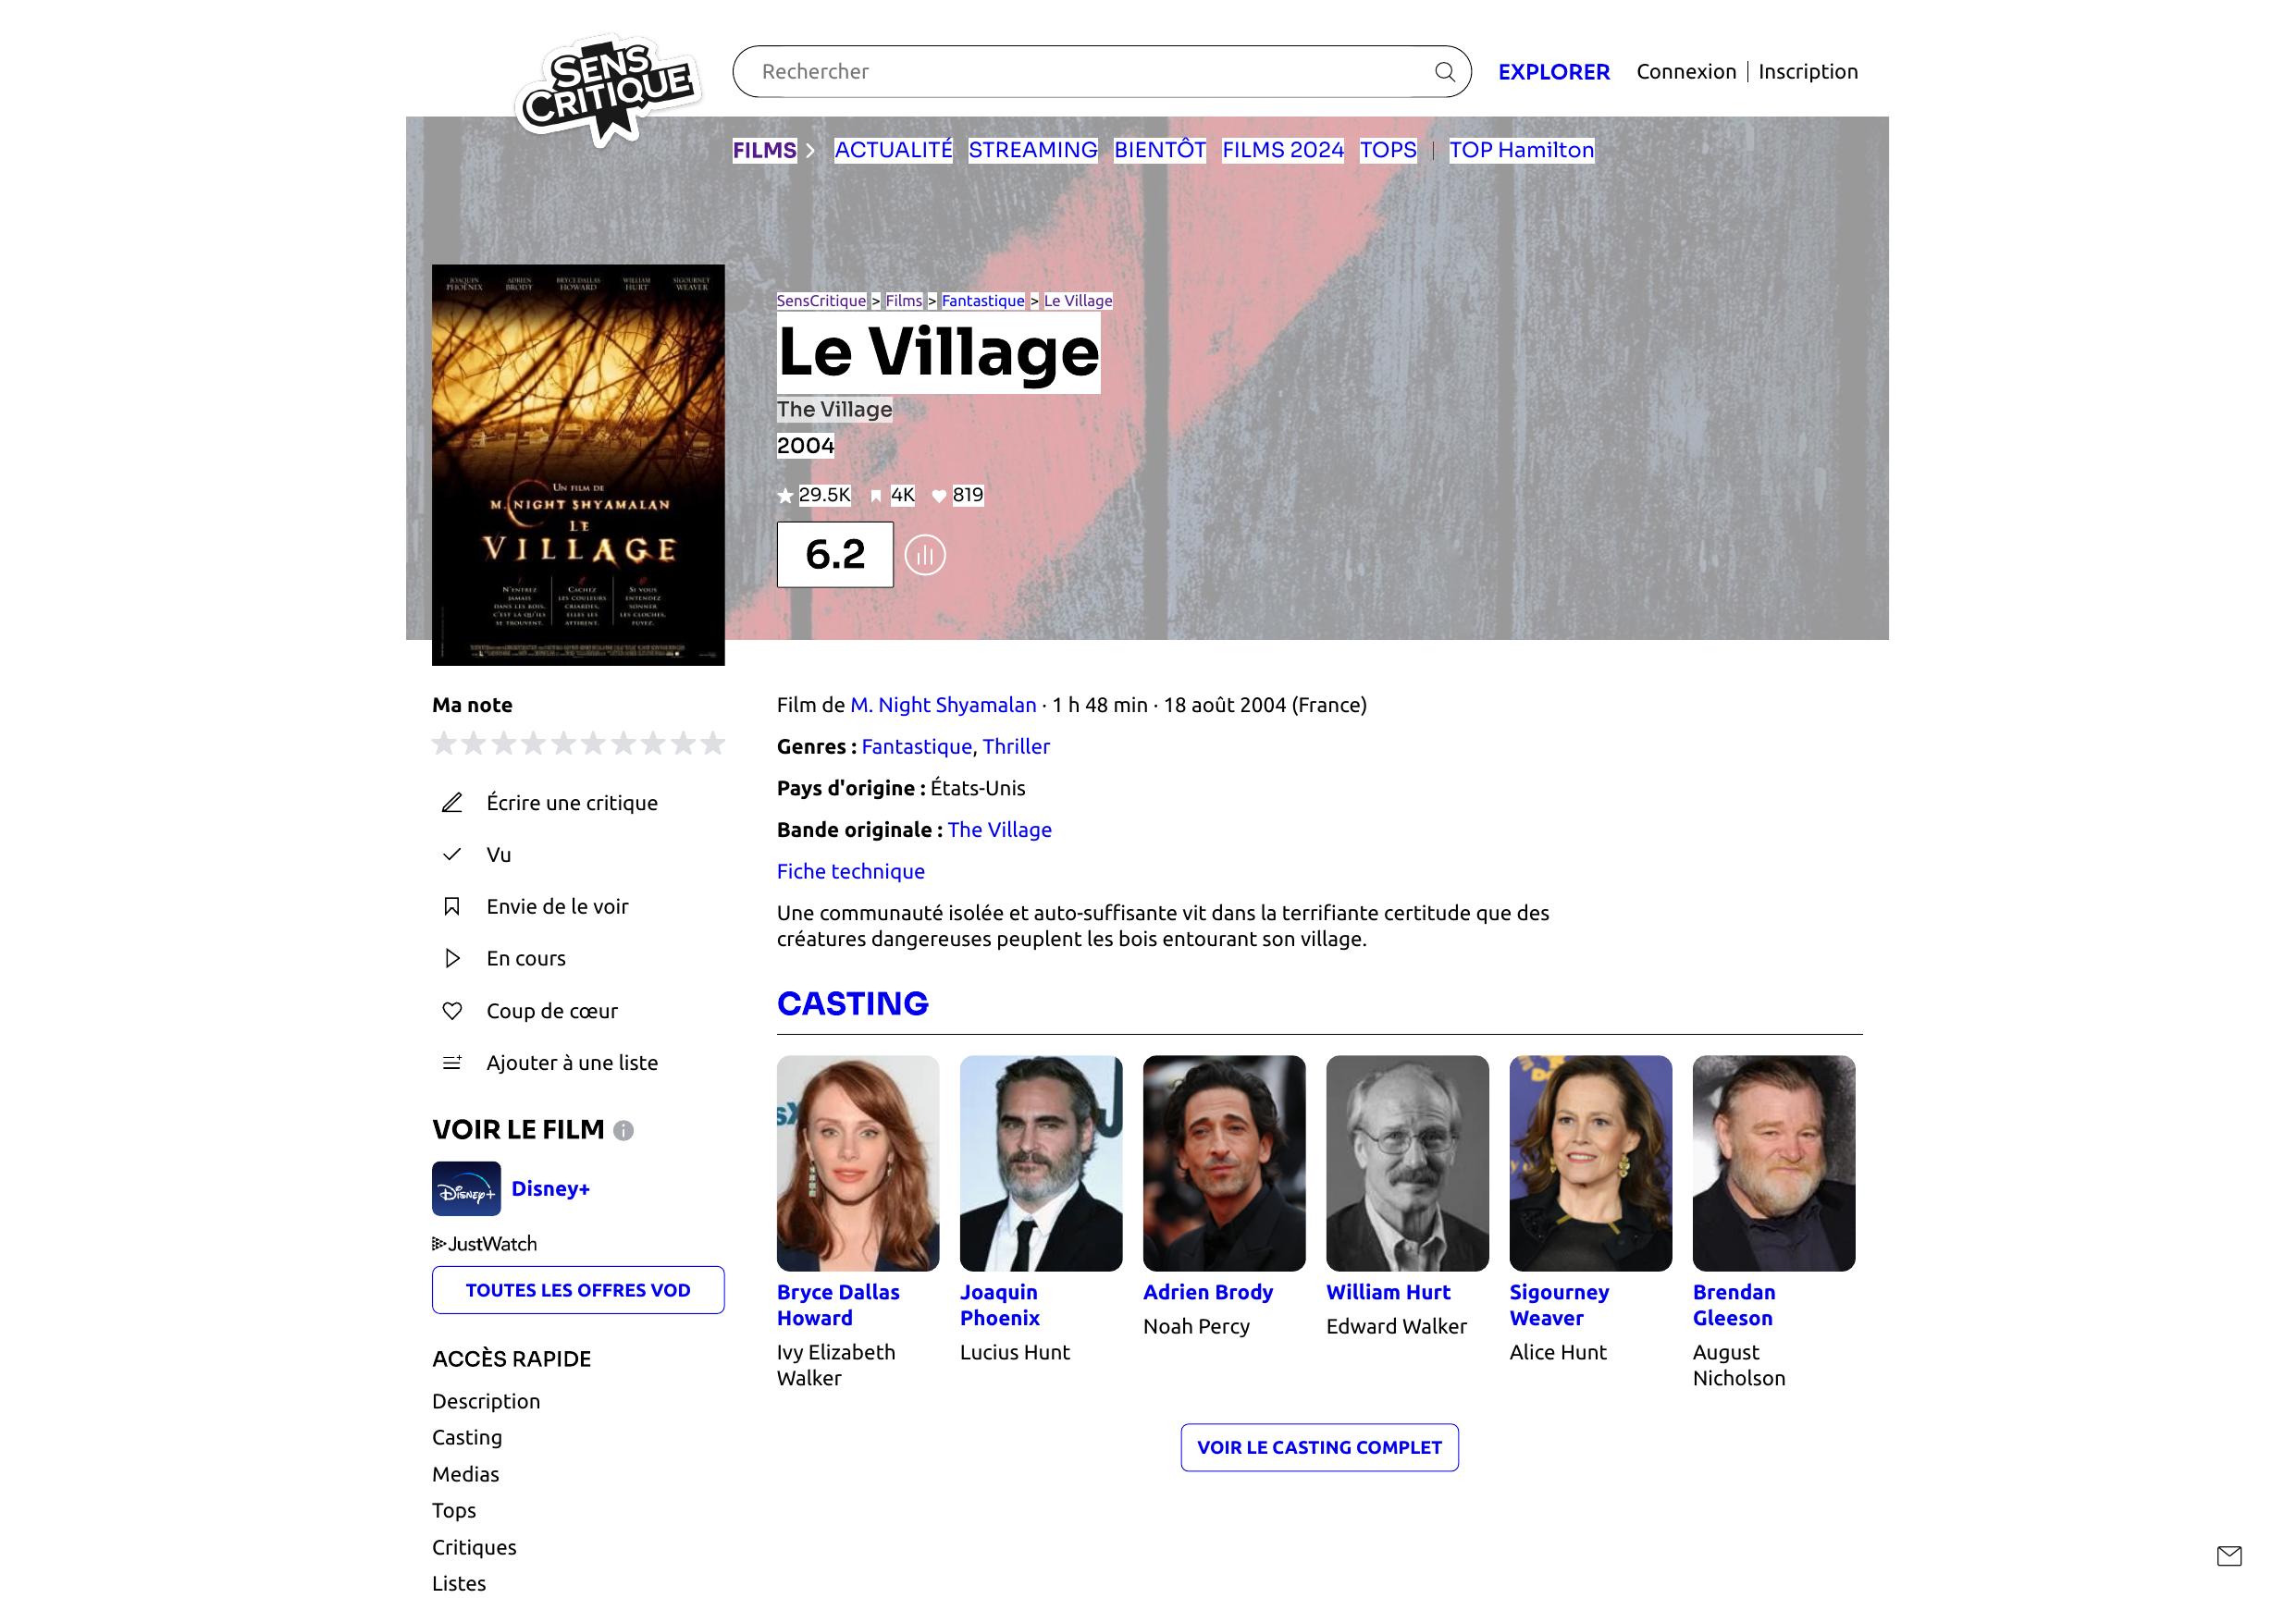 SENS
CRITIQUE
Rechercher
EXPLORER
Connexion | Inscription
FILMS
ACTUALITÉ
STREAMING
BIENTÔT
FILMS 2024
TOPS
|
TOP Hamilton
JOAQUIN PHOENIX
ADRIEN BRODY
BRYCE DALLAS HOWARD
WILLIAM HURT
SIGOURNEY WEAVER
UN FILM DE
M. NIGHT SHYAMALAN
LE
VILLAGE
N'ENTREZ
JAMAIS
DANS LES BOIS,
C'EST LÀ QU'ILS
SE TROUVENT.
CACHEZ
LES COULEURS
CRIARDES,
ELLES LES
ATTIRENT.
SI VOUS
ENTENDEZ
SONNER
LES CLOCHES,
FUYEZ.
SensCritique > Films > Fantastique > Le Village
Le Village
The Village
2004
29.5K 4K 819
6.2
Ma note
Écrire une critique
Vu
Envie de le voir
En cours
Coup de cœur
Ajouter à une liste
VOIR LE FILM
Disney+
Disney+
JustWatch
TOUTES LES OFFRES VOD
ACCÈS RAPIDE
Description
Casting
Medias
Tops
Critiques
Listes
Film de M. Night Shyamalan · 1 h 48 min · 18 août 2004 (France)
Genres : Fantastique, Thriller
Pays d'origine : États-Unis
Bande originale : The Village
Fiche technique
Une communauté isolée et auto-suffisante vit dans la terrifiante certitude que des
créatures dangereuses peuplent les bois entourant son village.
CASTING
Bryce Dallas
Howard
Ivy Elizabeth
Walker
Joaquin
Phoenix
Lucius Hunt
Adrien Brody
Noah Percy
William Hurt
Edward Walker
Sigourney
Weaver
Alice Hunt
Brendan
Gleeson
August
Nicholson
VOIR LE CASTING COMPLET